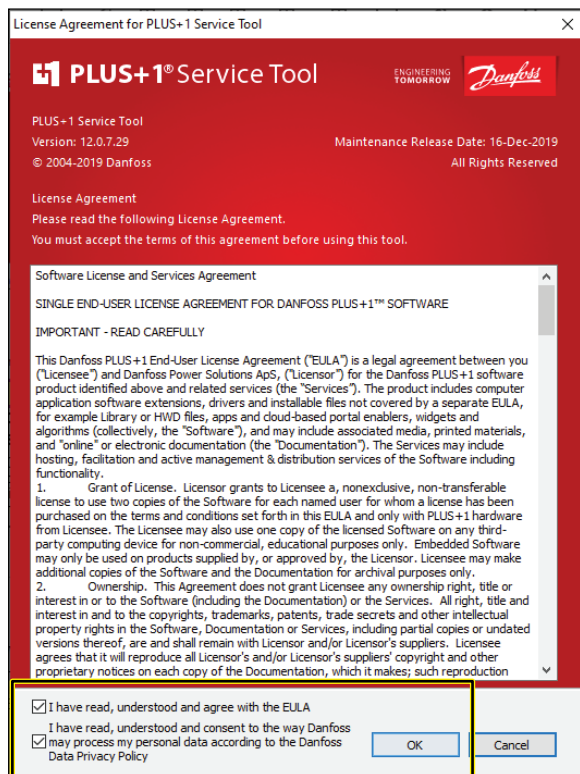 License Agreement for PLUS+1 Service Tool
PLUS+1® Service Tool
ENGINEERING
TOMORROW
Danfoss
PLUS+1 Service Tool
Version: 12.0.7.29
Maintenance Release Date: 16-Dec-2019
© 2004-2019 Danfoss
All Rights Reserved
License Agreement
Please read the following License Agreement.
You must accept the terms of this agreement before using this tool.
Software License and Services Agreement
SINGLE END-USER LICENSE AGREEMENT FOR DANFOSS PLUS+1™ SOFTWARE
IMPORTANT - READ CAREFULLY
This Danfoss PLUS+1 End-User License Agreement ("EULA") is a legal agreement between you
("Licensee") and Danfoss Power Solutions ApS, ("Licensor") for the Danfoss PLUS+1 software
product identified above and related services (the "Services"). The product includes computer
application software extensions, drivers and installable files not covered by a separate EULA,
for example Library or HWD files, apps and cloud-based portal enablers, widgets and
algorithms (collectively, the "Software"), and may include associated media, printed materials,
and "online" or electronic documentation (the "Documentation"). The Services may include
hosting, facilitation and active management & distribution services of the Software including
functionality.
1. Grant of License. Licensor grants to Licensee a, nonexclusive, non-transferable
license to use two copies of the Software for each named user for whom a license has been
purchased on the terms and conditions set forth in this EULA and only with PLUS+1 hardware
from Licensee. The Licensee may also use one copy of the licensed Software on any third-
party computing device for non-commercial, educational purposes only. Embedded Software
may only be used on products supplied by, or approved by, the Licensor. Licensee may make
additional copies of the Software and the Documentation for archival purposes only.
2. Ownership. This Agreement does not grant Licensee any ownership right, title or
interest in or to the Software (including the Documentation) or the Services. All right, title and
interest in and to the copyrights, trademarks, patents, trade secrets and other intellectual
property rights in the Software, Documentation or Services, including partial copies or undated
versions thereof, are and shall remain with Licensor and/or Licensor's suppliers. Licensee
agrees that it will reproduce all Licensor's and/or Licensor's suppliers' copyright and other
proprietary notices on each copy of the Documentation, which it makes; such reproduction
I have read, understood and agree with the EULA
I have read, understood and consent to the way Danfoss
may process my personal data according to the Danfoss
Data Privacy Policy
OK
Cancel